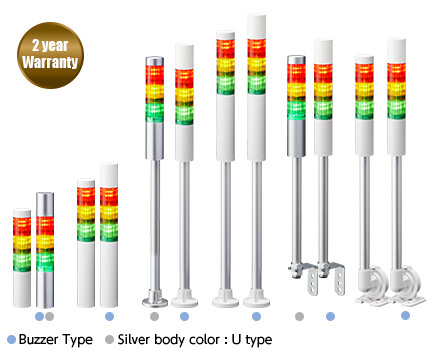 2 year
Warranty
Buzzer Type Silver body color : U type